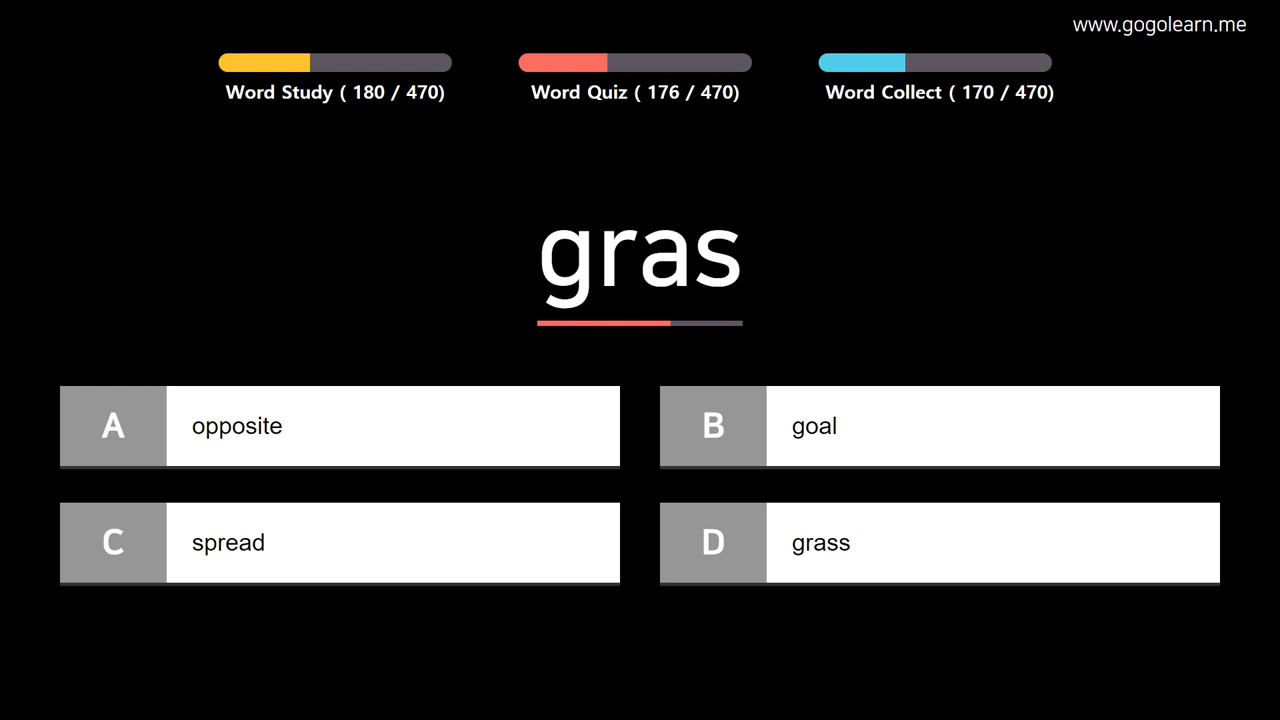 www.gogolearn.me
Word Study ( 180 / 470)
Word Quiz ( 176 / 470)
Word Collect ( 170 / 470)
gras
A opposite
B goal
C spread
D grass